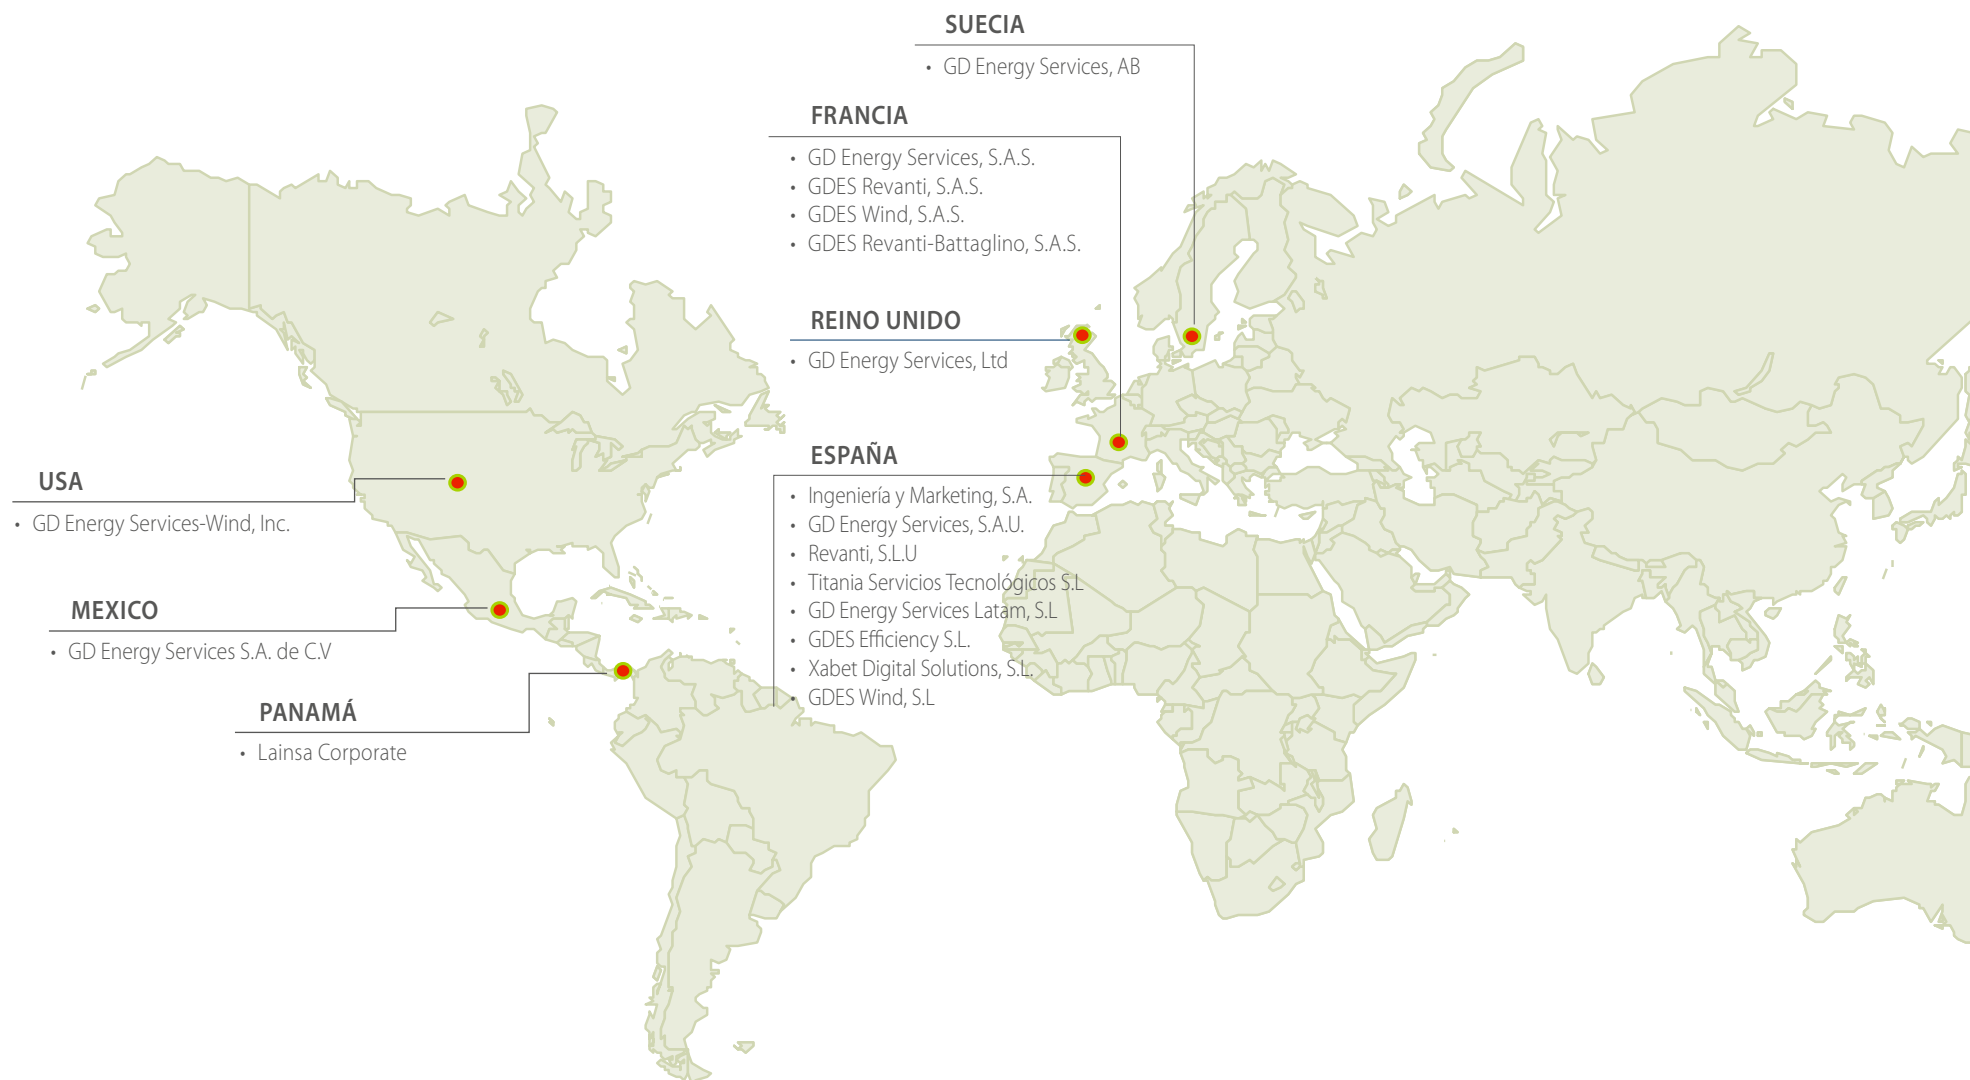 SUECIA
• GD Energy Services, AB
FRANCIA
• GD Energy Services, S.A.S.
• GDES Revanti, S.A.S.
• GDES Wind, S.A.S.
• GDES Revanti-Battaglino, S.A.S.
REINO UNIDO
• GD Energy Services, Ltd
ESPAÑA
• Ingeniería y Marketing, S.A.
• GD Energy Services, S.A.U.
• Revanti, S.L.U
• Titania Servicios Tecnológicos S.L
• GD Energy Services Latam, S.L
• GDES Efficiency S.L.
• Xabet Digital Solutions, S.L.
• GDES Wind, S.L
USA
• GD Energy Services-Wind, Inc.
MEXICO
• GD Energy Services S.A. de C.V
PANAMÁ
• Lainsa Corporate